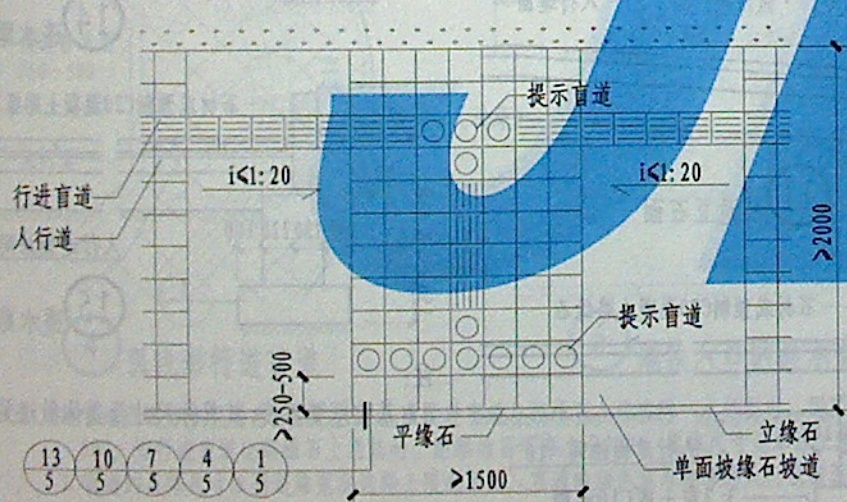 提示盲道
行进盲道
人行道
i≤1:20
i≤1:20
≥2000
提示盲道
≥250-500
平缘石
立缘石
单面坡缘石坡道
≥1500
13 10 7 4 1
5 5 5 5 5